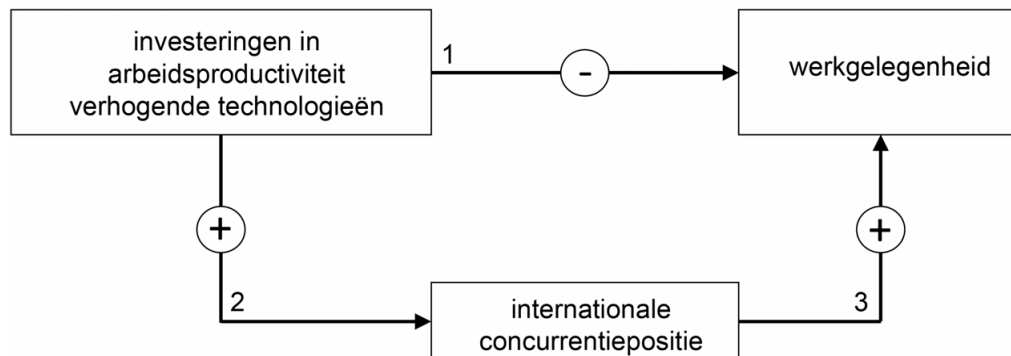 investeringen in
arbeidsproductiviteit
verhogende technologieën
1
-
werkgelegenheid
+
+
2
internationale
concurrentiepositie
3